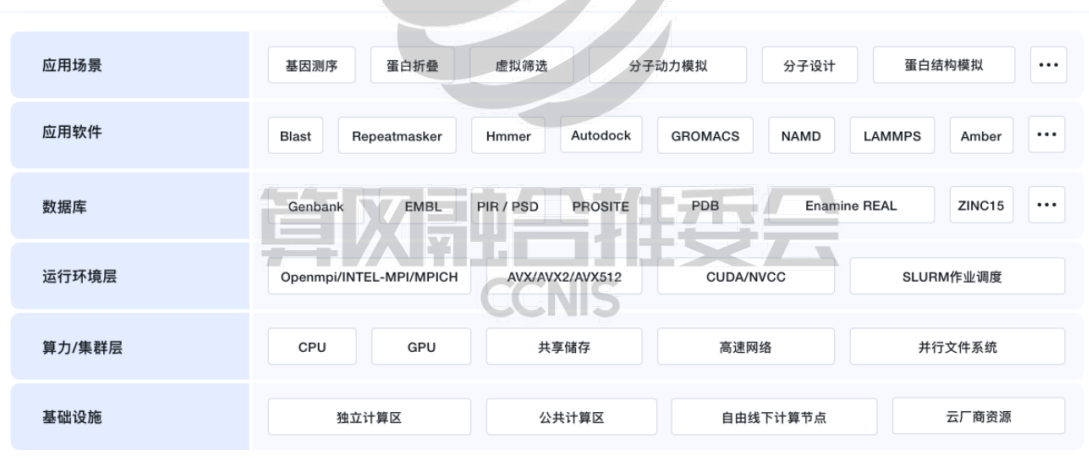 应用场景 基因测序 蛋白折叠 虚拟筛选 分子动力模拟 分子设计 蛋白结构模拟 •••
应用软件 Blast Repeatmasker Hmmer Autodock GROMACS NAMD LAMMPS Amber •••
数据库 Genbank EMBL PIR / PSD PROSITE PDB Enamine REAL ZINC15 •••
算网融合推委会
运行环境层 Openmpi/INTEL-MPI/MPICH AVX/AVX2/AVX512 CUDA/NVCC SLURM作业调度
CCNIS
算力/集群层 CPU GPU 共享储存 高速网络 并行文件系统
基础设施 独立计算区 公共计算区 自由线下计算节点 云厂商资源